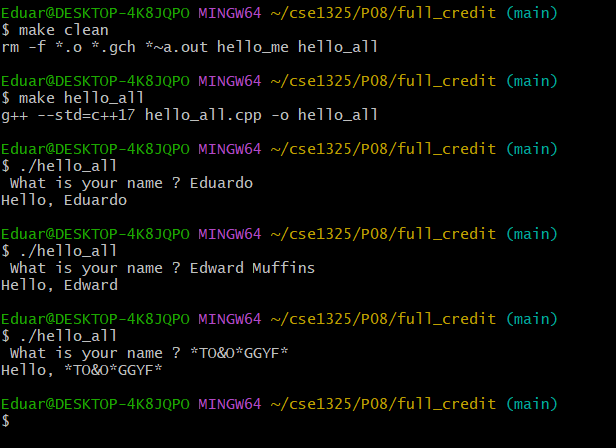 Eduar@DESKTOP-4K8JQPO MINGW64 ~/cse1325/P08/full_credit (main)
$ make clean
rm -f *.o *.gch *~a.out hello_me hello_all
Eduar@DESKTOP-4K8JQPO MINGW64 ~/cse1325/P08/full_credit (main)
$ make hello_all
g++ --std=c++17 hello_all.cpp -o hello_all
Eduar@DESKTOP-4K8JQPO MINGW64 ~/cse1325/P08/full_credit (main)
$ ./hello_all
 What is your name ? Eduardo
Hello, Eduardo
Eduar@DESKTOP-4K8JQPO MINGW64 ~/cse1325/P08/full_credit (main)
$ ./hello_all
 What is your name ? Edward Muffins
Hello, Edward
Eduar@DESKTOP-4K8JQPO MINGW64 ~/cse1325/P08/full_credit (main)
$ ./hello_all
 What is your name ? *TO&O*GGYF*
Hello, *TO&O*GGYF*
Eduar@DESKTOP-4K8JQPO MINGW64 ~/cse1325/P08/full_credit (main)
$